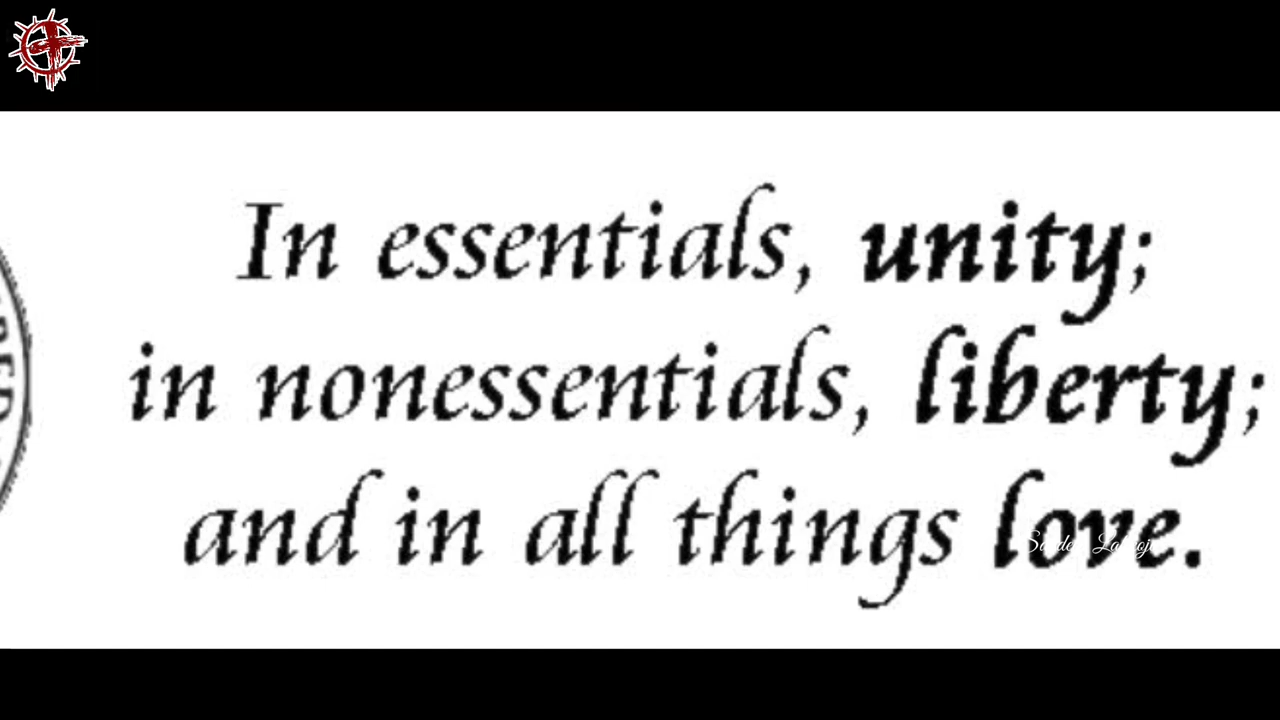 In essentials, unity;
in nonessentials, liberty;
and in all things love.